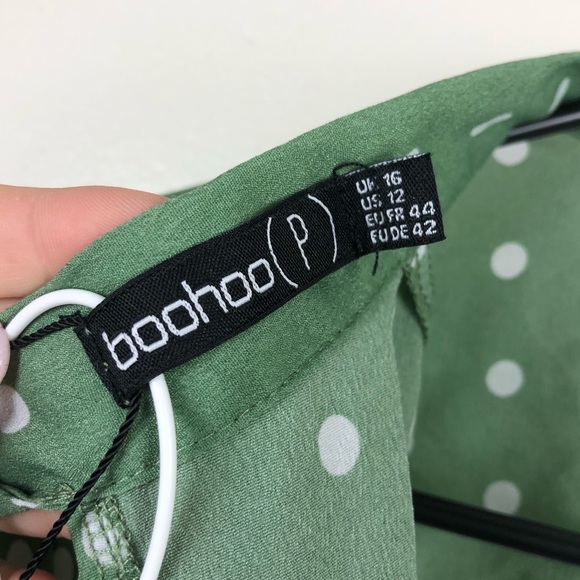 boohoo(P)
UK 16
US 12
EU FR 44
EU DE 42